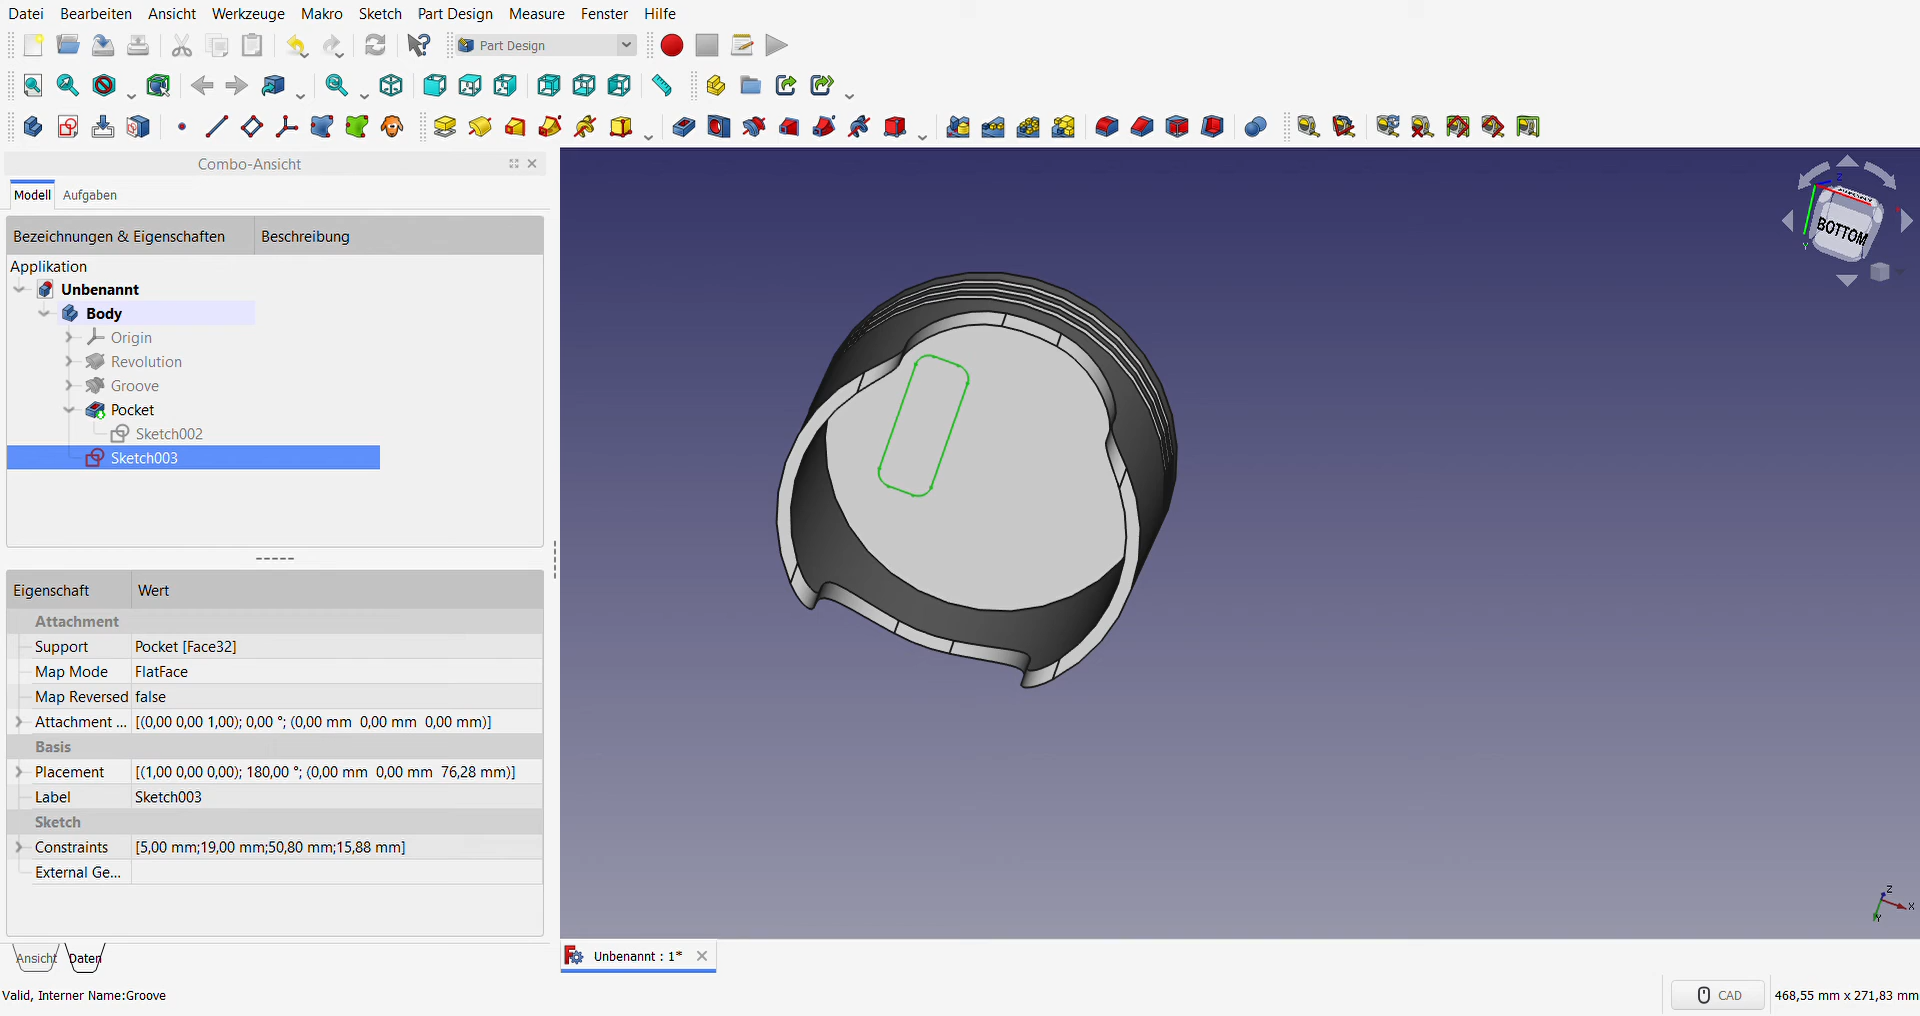 Datei Bearbeiten Ansicht Werkzeuge Makro Sketch Part Design Measure Fenster Hilfe
Part Design
Combo-Ansicht
Modell Aufgaben
Bezeichnungen & Eigenschaften Beschreibung
Applikation
Unbenannt
Body
Origin
Revolution
Groove
Pocket
Sketch002
Sketch003
Eigenschaft Wert
Attachment
Support Pocket [Face32]
Map Mode FlatFace
Map Reversed false
Attachment ... [(0,00 0,00 1,00); 0,00 °; (0,00 mm 0,00 mm 0,00 mm)]
Basis
Placement [(1,00 0,00 0,00); 180,00 °; (0,00 mm 0,00 mm 76,28 mm)]
Label Sketch003
Sketch
Constraints [5,00 mm;19,00 mm;50,80 mm;15,88 mm]
External Ge...
Ansicht Daten
Z
BOTTOM
Y
Z
X
Y
Unbenannt : 1*
Valid, Interner Name:Groove
CAD 468,55 mm x 271,83 mm